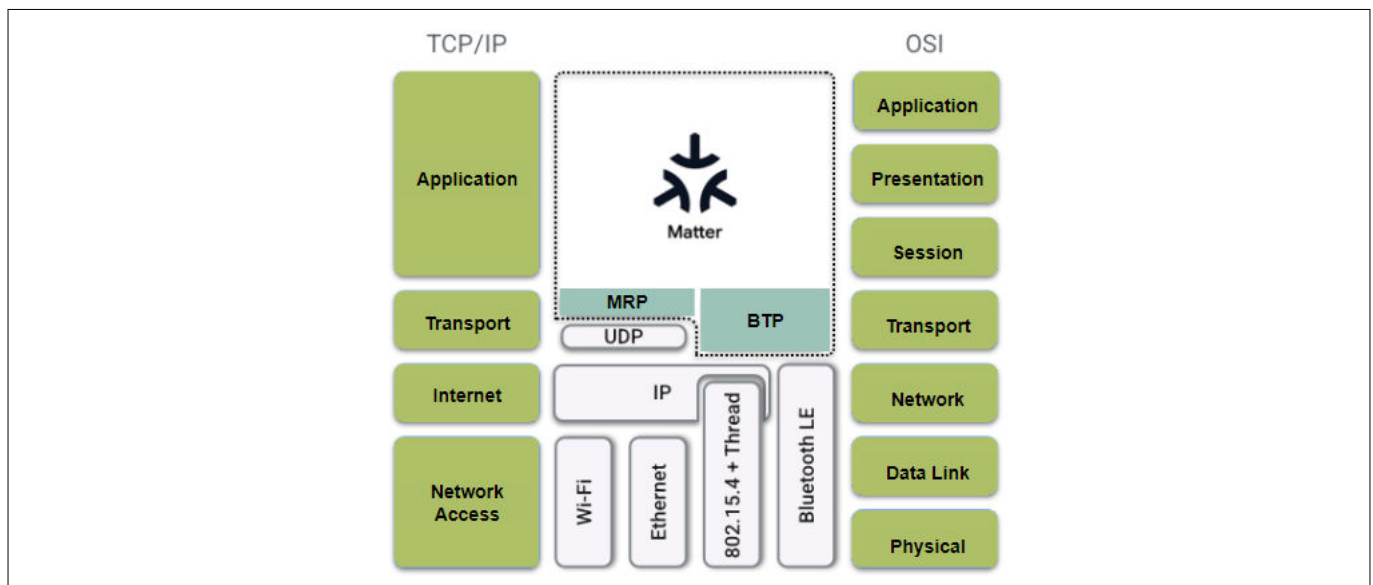 TCP/IP
OSI
Application
Transport
Internet
Network
Access
Matter
MRP
BTP
UDP
IP
Wi-Fi
Ethernet
802.15.4 + Thread
Bluetooth LE
Application
Presentation
Session
Transport
Network
Data Link
Physical